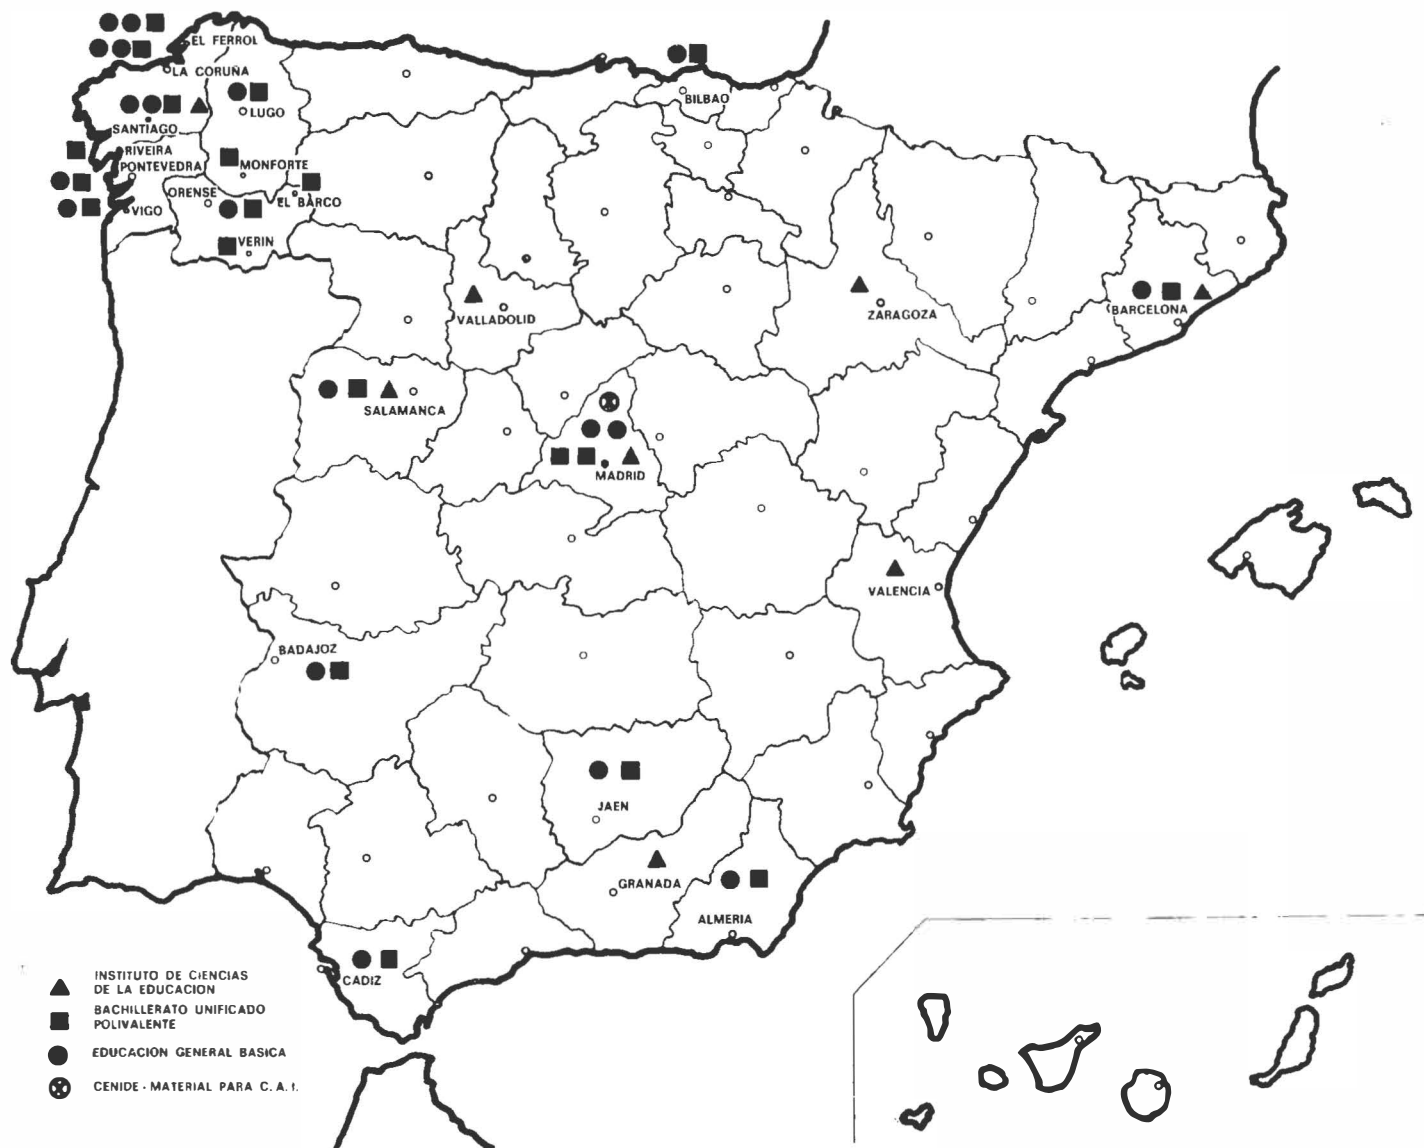 EL FERROL
LA CORUÑA
LUGO
BILBAO
SANTIAGO
RIVEIRA
PONTEVEDRA
MONFORTE
ORENSE
EL BARCO
VIGO
VERIN
VALLADOLID
ZARAGOZA
BARCELONA
SALAMANCA
MADRID
VALENCIA
BADAJOZ
JAEN
GRANADA
ALMERIA
CADIZ
INSTITUTO DE CIENCIAS
DE LA EDUCACION
BACHILLERATO UNIFICADO
POLIVALENTE
EDUCACION GENERAL BASICA
CENIDE - MATERIAL PARA C. A. I.